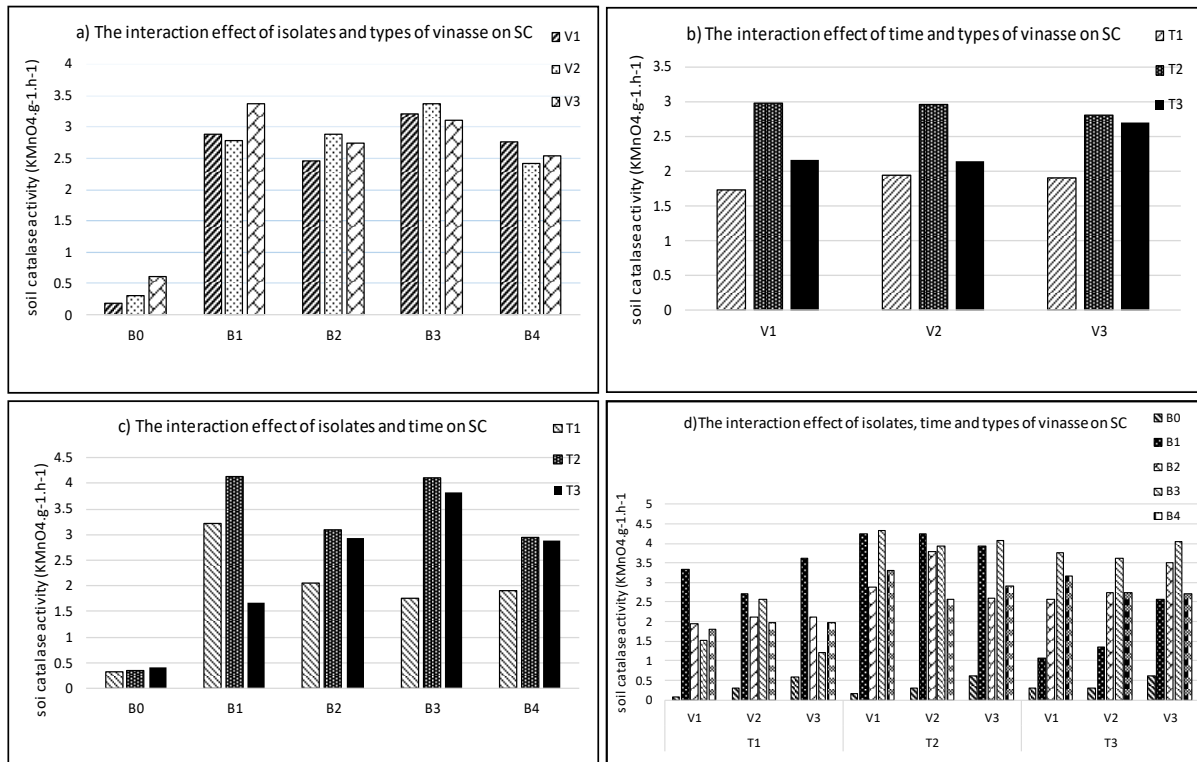 a) The interaction effect of isolates and types of vinasse on SC
V1
V2
V3
soil catalase activity (KMnO4.g-1.h-1)
4
3.5
3
2.5
2
1.5
1
0.5
0
B0 B1 B2 B3 B4
b) The interaction effect of time and types of vinasse on SC
T1
T2
T3
soil catalase activity (KMnO4.g-1.h-1)
3.5
3
2.5
2
1.5
1
0.5
0
V1 V2 V3
c) The interaction effect of isolates and time on SC
T1
T2
T3
soil catalase activity (KMnO4.g-1.h-1)
4.5
4
3.5
3
2.5
2
1.5
1
0.5
0
B0 B1 B2 B3 B4
d)The interaction effect of isolates, time and types of vinasse on SC
B0
B1
B2
B3
B4
soil catalase activity (KMnO4.g-1.h-1
5
4.5
4
3.5
3
2.5
2
1.5
1
0.5
0
V1 V2 V3 V1 V2 V3 V1 V2 V3
T1 T2 T3